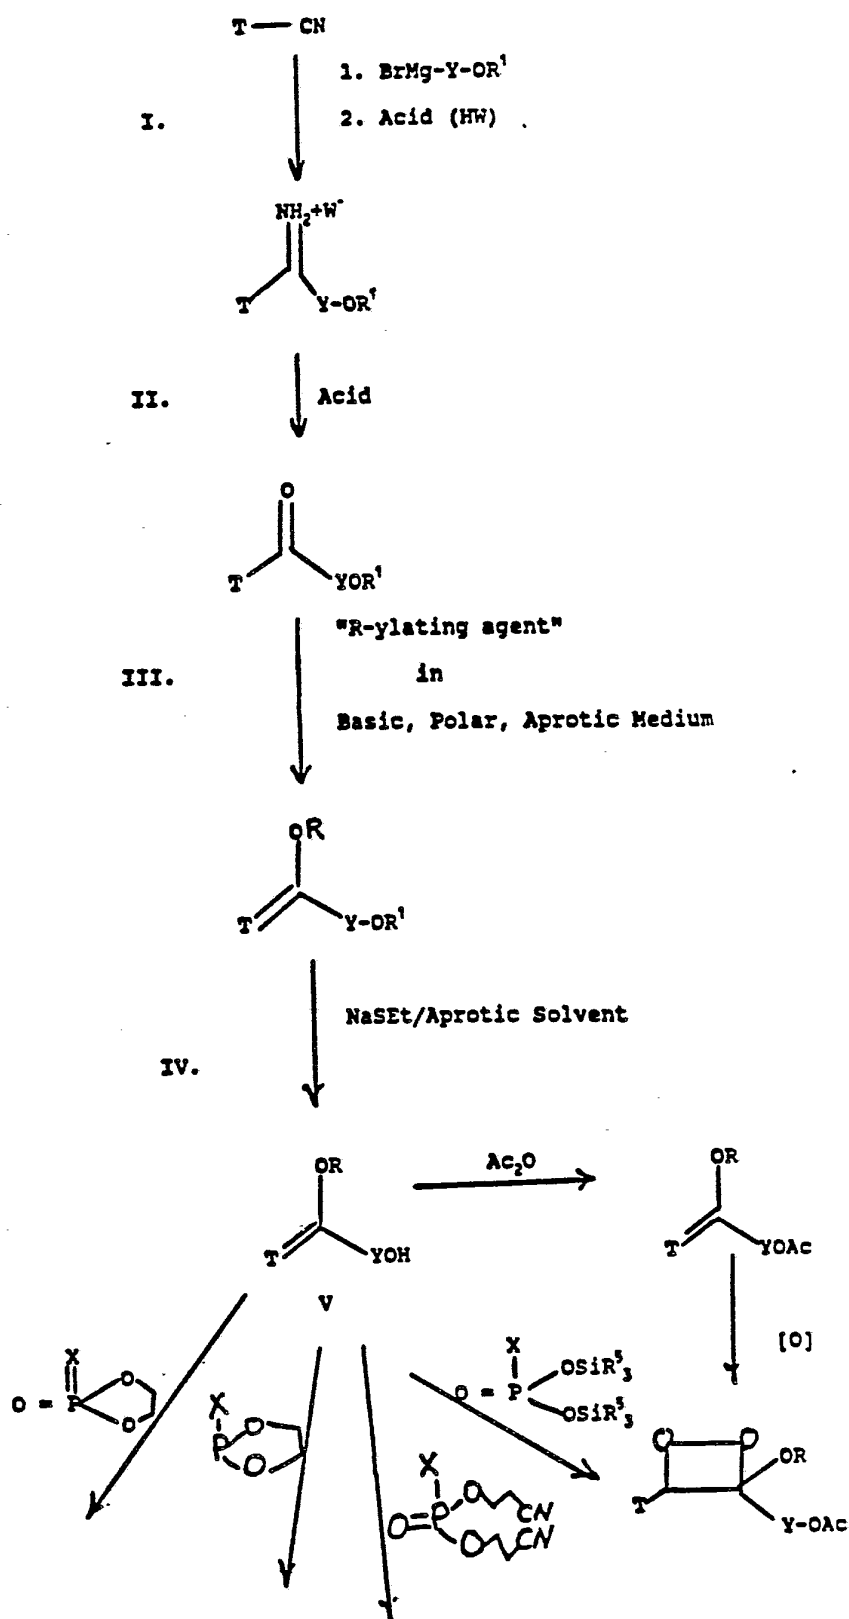 T — CN
1. BrMg-Y-OR¹
I.
2. Acid (HW)
NH₂+W⁻
T
Y-OR¹
II.
Acid
O
T
YOR¹
"R-ylating agent"
III.
in
Basic, Polar, Aprotic Medium
OR
T
Y-OR¹
NaSEt/Aprotic Solvent
IV.
OR
Ac₂O
OR
T
YOH
T
YOAc
V
[O]
X
O = P
O
O
X
P
O
O
X
O=P
O CN
O CN
X
O = P
OSiR⁵₃
OSiR⁵₃
O O
OR
T
Y-OAc